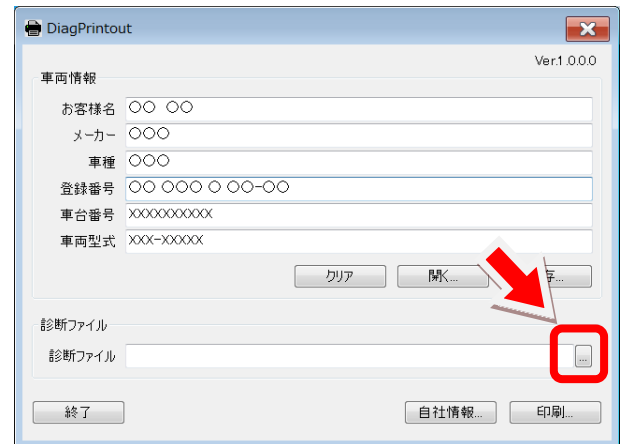 DiagPrintout
Ver.1.0.0.0
車両情報
お客様名 〇〇 〇〇
メーカー 〇〇〇
車種 〇〇〇
登録番号 〇〇 〇〇〇 〇 〇〇-〇〇
車台番号 XXXXXXXXXX
車両型式 XXX-XXXXX
クリア 開く... 存...
診断ファイル
診断ファイル ...
終了 自社情報... 印刷...